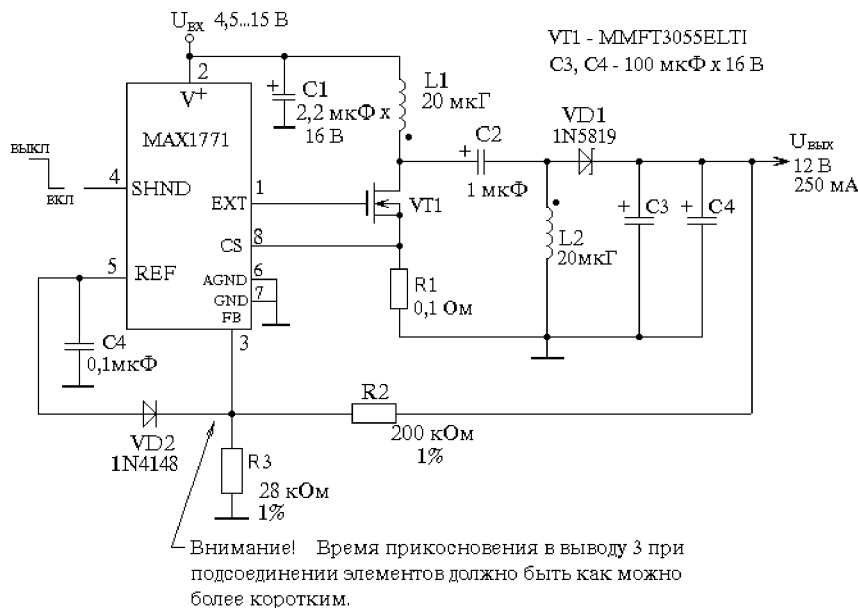 Uвх 4,5...15 В
VT1 - MMFT3055ELTI
C3, C4 - 100 мкФ x 16 В
2
V+
C1
2,2 мкФ x
16 В
L1
20 мкГ
MAX1771
C2
1 мкФ
VD1
1N5819
Uвых
12 В
250 мА
выкл
вкл
4
SHND
EXT
1
VT1
C3
C4
CS
8
L2
20мкГ
5
REF
AGND
6
GND
7
FB
3
R1
0,1 Ом
C4
0,1мкФ
R2
200 кОм
1%
VD2
1N4148
R3
28 кОм
1%
Внимание! Время прикосновения в выводу 3 при
подсоединении элементов должно быть как можно
более коротким.